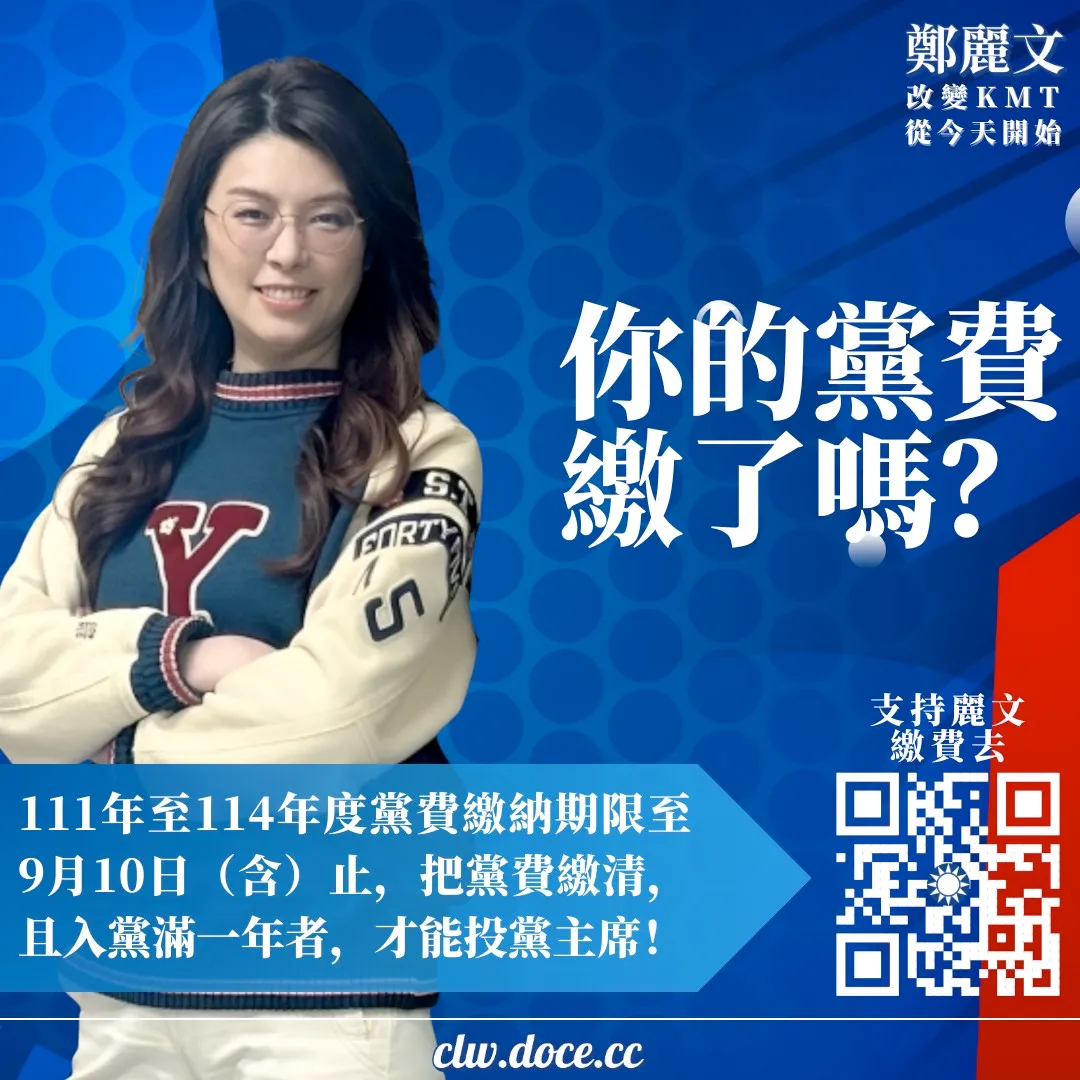 鄭麗文
改變KMT
從今天開始
你的黨費
繳了嗎?
S.T
FORTY
Y
5
支持麗文
繳費去
111年至114年度黨費繳納期限至
9月10日（含）止，把黨費繳清，
且入黨滿一年者，才能投黨主席！
clw.doce.cc